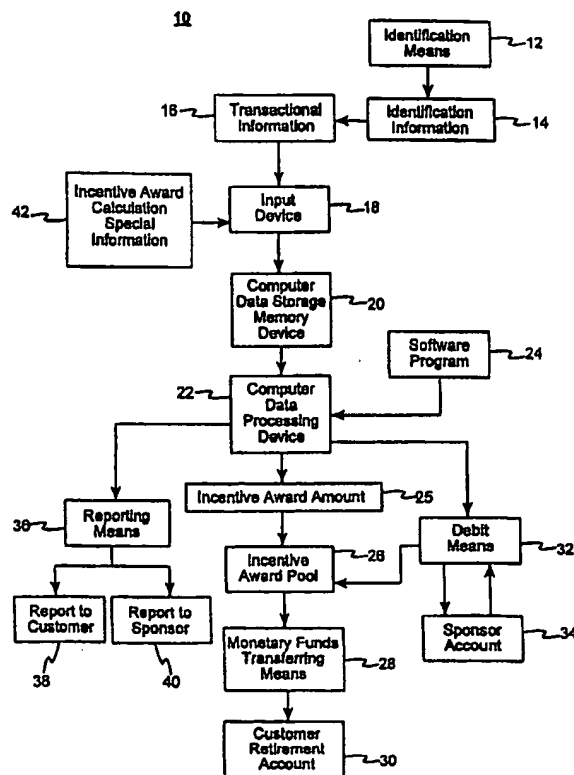 10
Identification
Means
12
16
Transactional
Information
Identification
Information
14
42
Incentive Award
Calculation
Special
Information
Input
Device
18
Computer
Data Storage
Memory
Device
20
Software
Program
24
22
Computer
Data
Processing
Device
Incentive Award Amount
25
36
Reporting
Means
Incentive
Award Pool
26
Debit
Means
32
Report to
Customer
38
Report to
Sponsor
40
Monetary Funds
Transferring
Means
28
Sponsor
Account
34
Customer
Retirement
Account
30